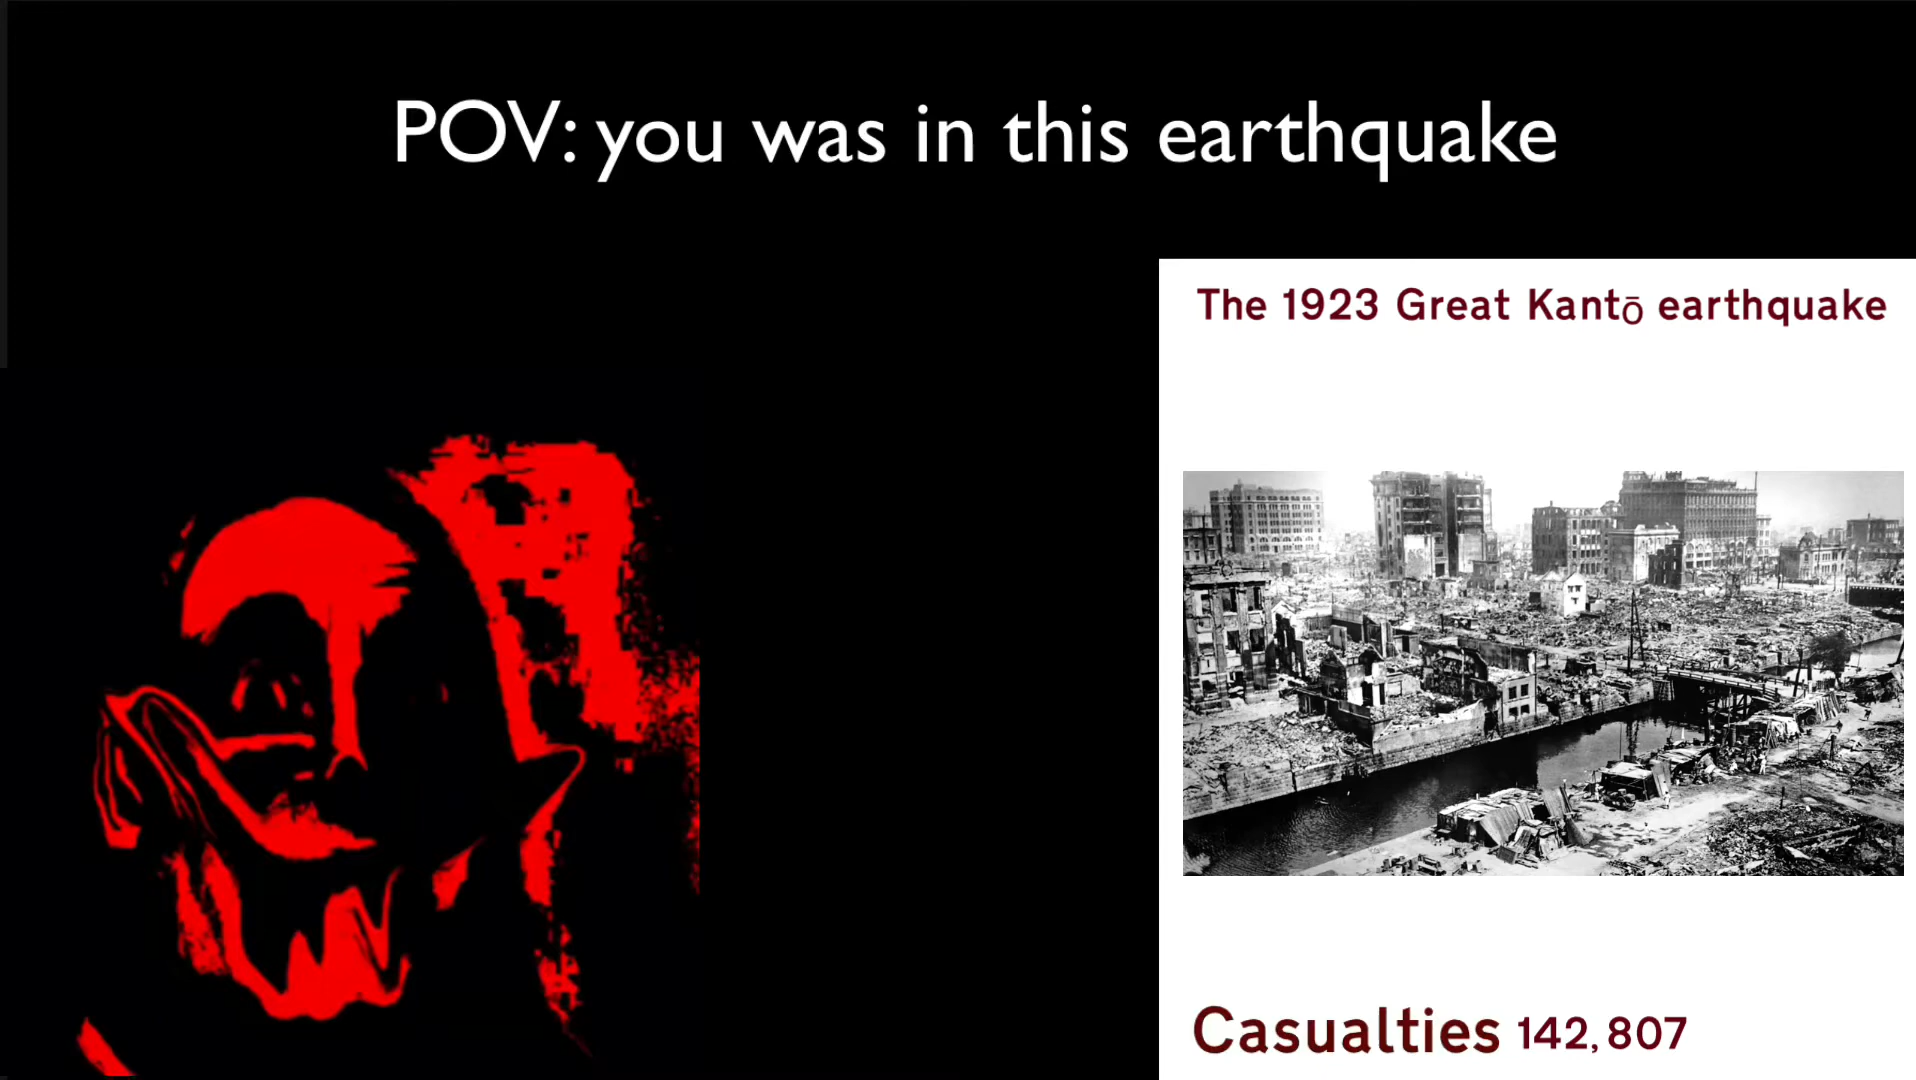 POV: you was in this earthquake
The 1923 Great Kantō earthquake
Casualties 142,807